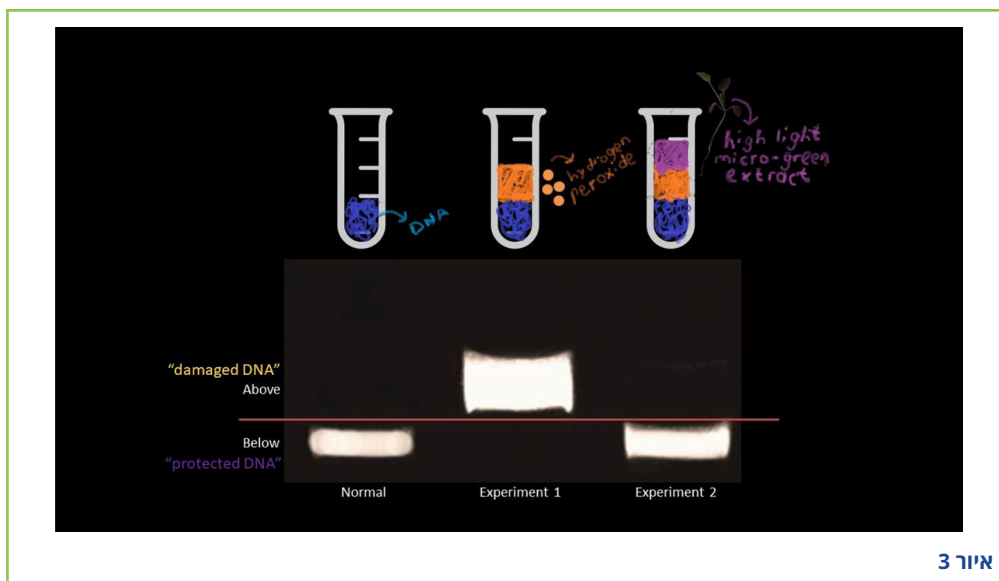 DNA
hydrogen
peroxide
high light
micro-green
extract
“damaged DNA”
Above
Below
“protected DNA”
Normal
Experiment 1
Experiment 2
איור 3